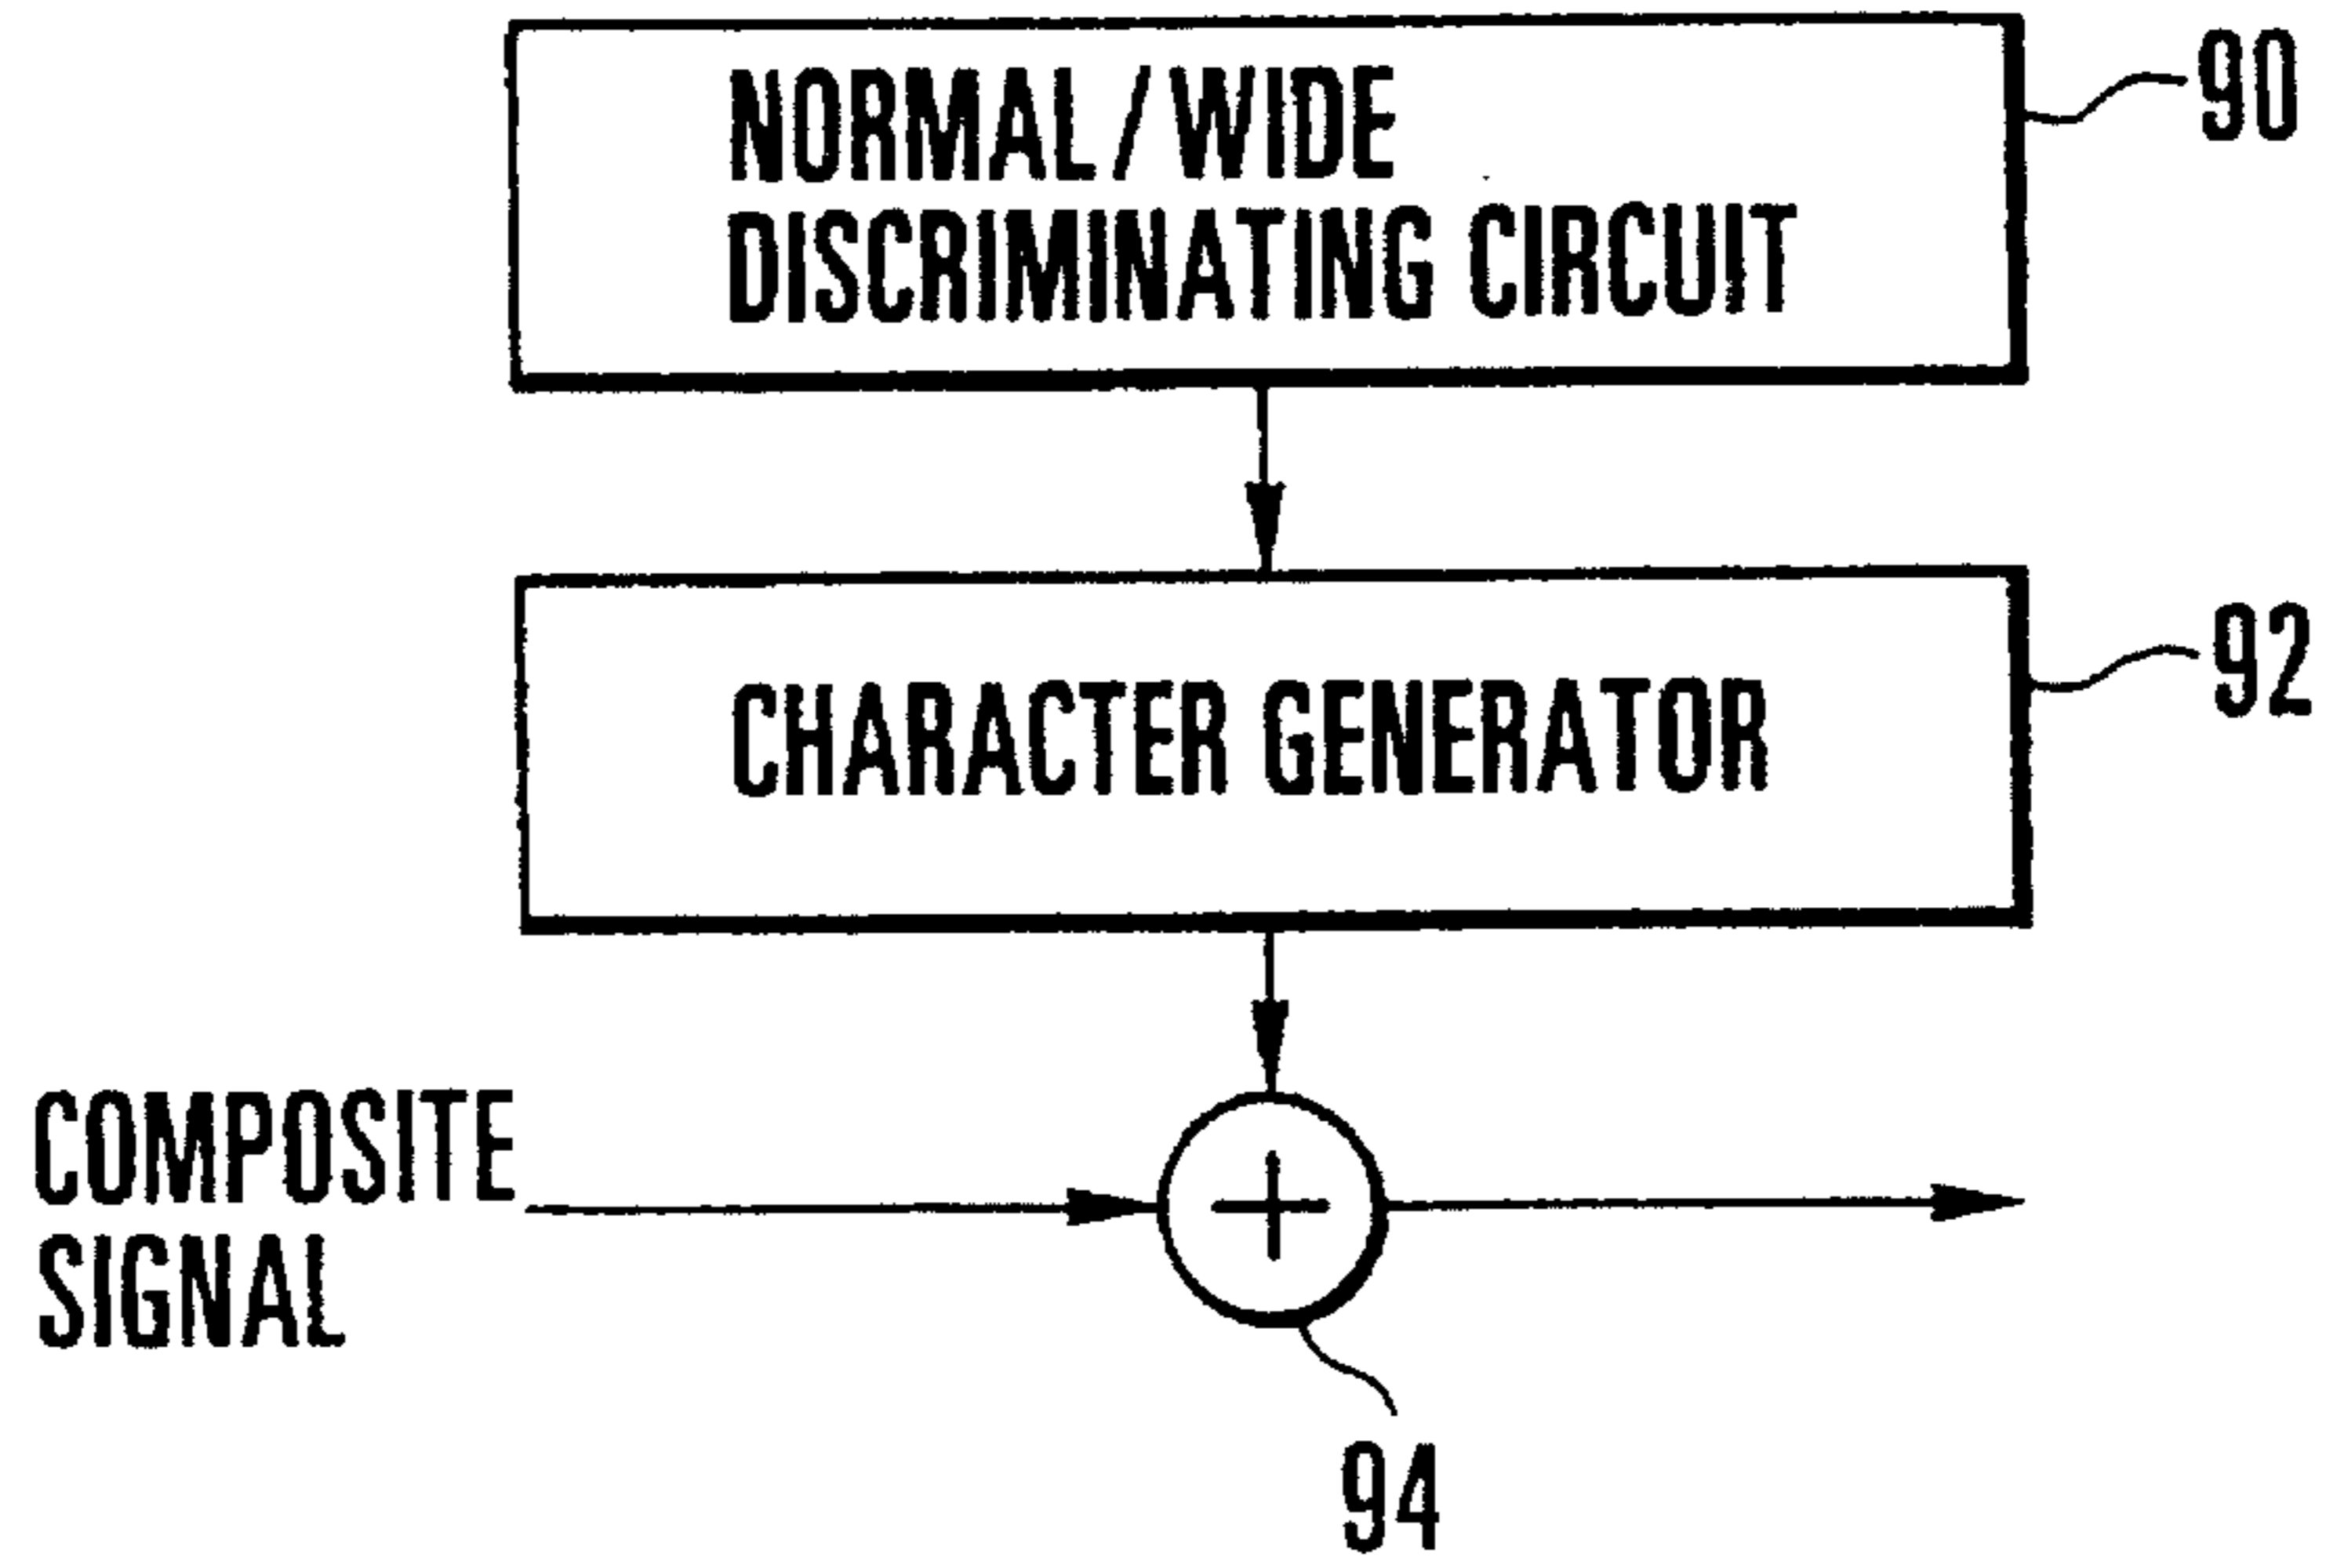 NORMAL/WIDE
DISCRIMINATING CIRCUIT
90
CHARACTER GENERATOR
92
COMPOSITE
SIGNAL
+
94